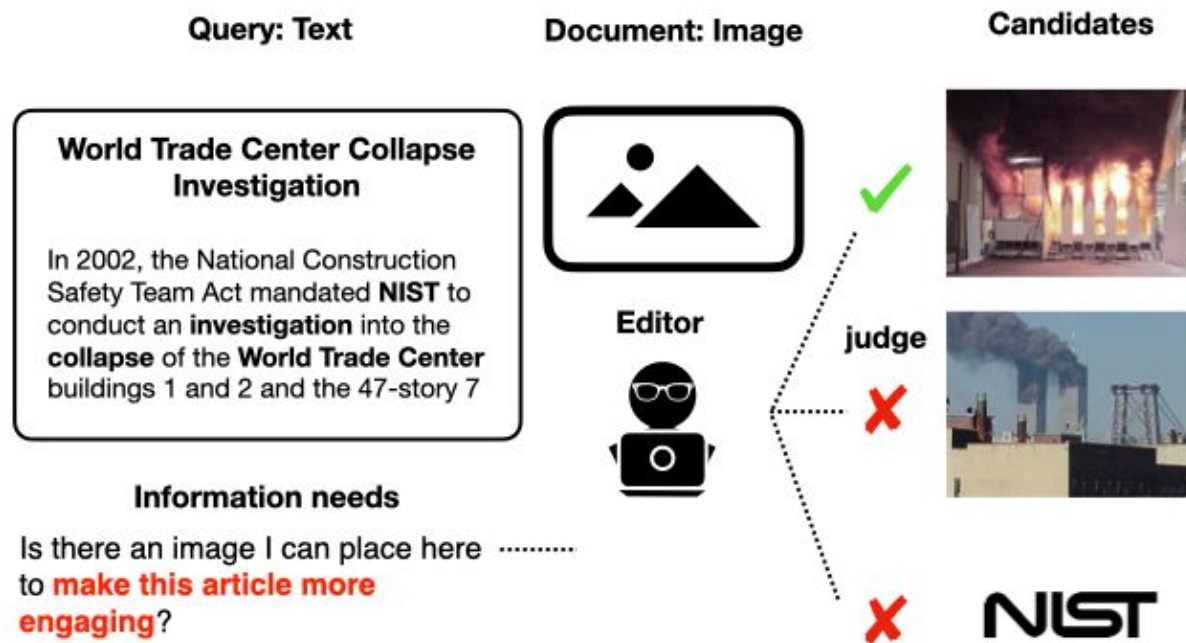 Query: Text
Document: Image
Candidates
World Trade Center Collapse
Investigation
In 2002, the National Construction
Safety Team Act mandated NIST to
conduct an investigation into the
collapse of the World Trade Center
buildings 1 and 2 and the 47-story 7
Editor
judge
Information needs
Is there an image I can place here
to make this article more
engaging?
NIST